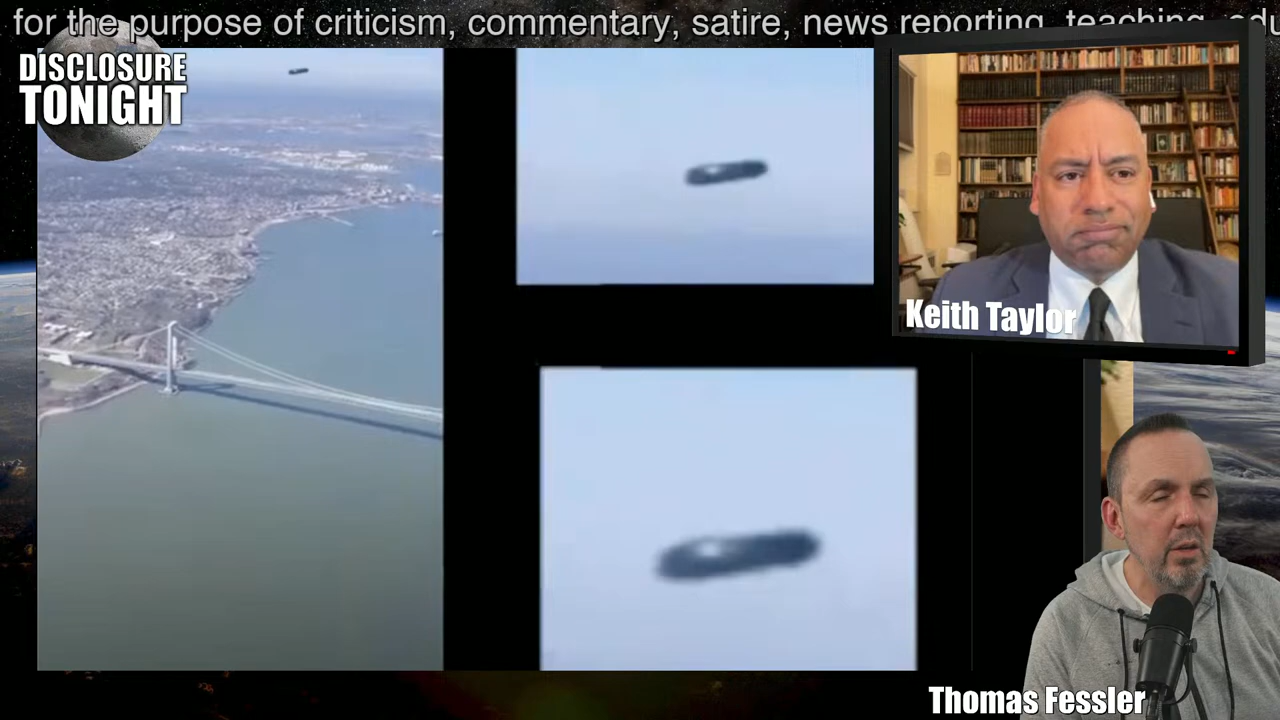 for the purpose of criticism, commentary, satire, news reporting, teaching,
DISCLOSURE
TONIGHT
Keith Taylor
Thomas Fessler